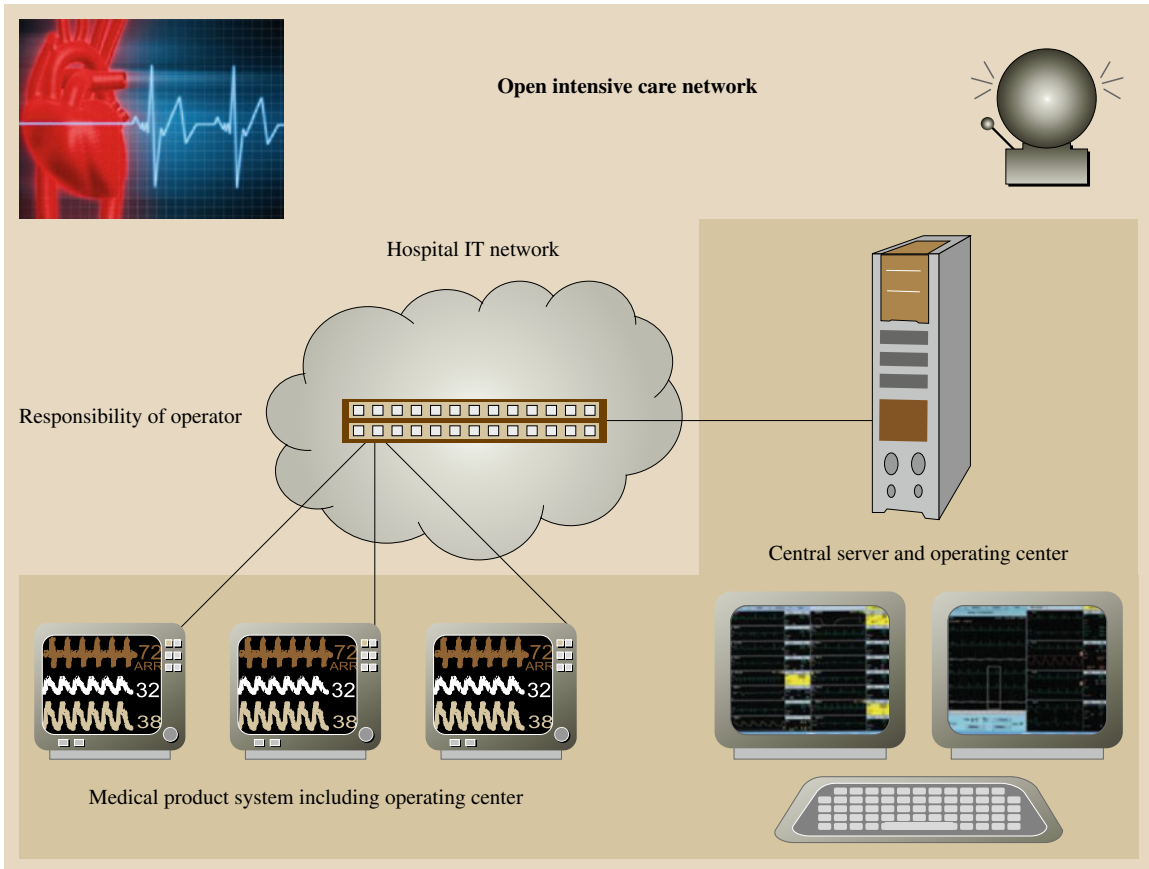 Open intensive care network
Hospital IT network
Responsibility of operator
Central server and operating center
72
ARR
32
38
72
ARR
32
38
72
ARR
32
38
Medical product system including operating center